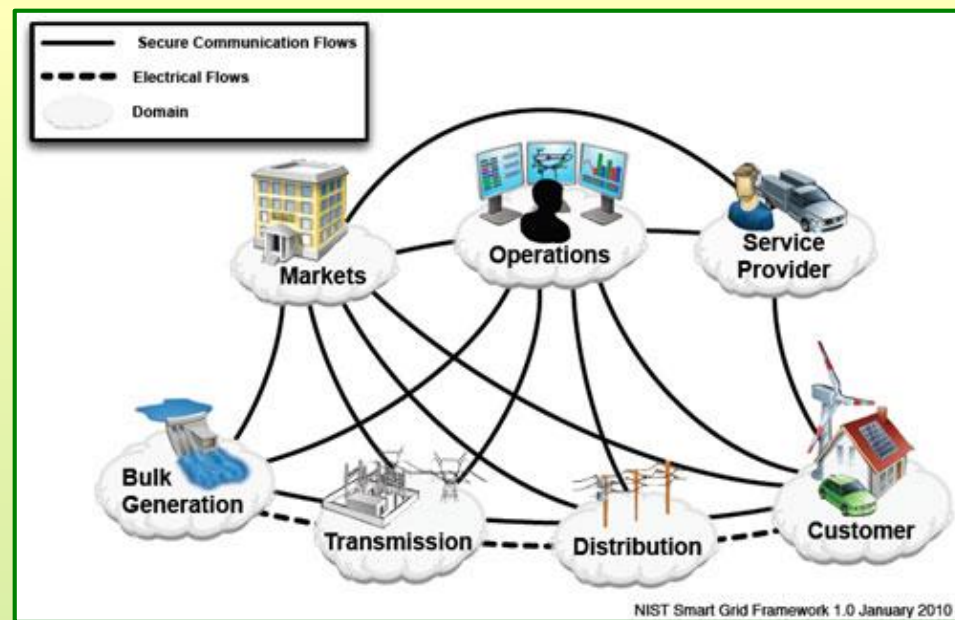 Secure Communication Flows
Electrical Flows
Domain
Markets
Operations
Service
Provider
Bulk
Generation
Transmission
Distribution
Customer
NIST Smart Grid Framework 1.0 January 2010